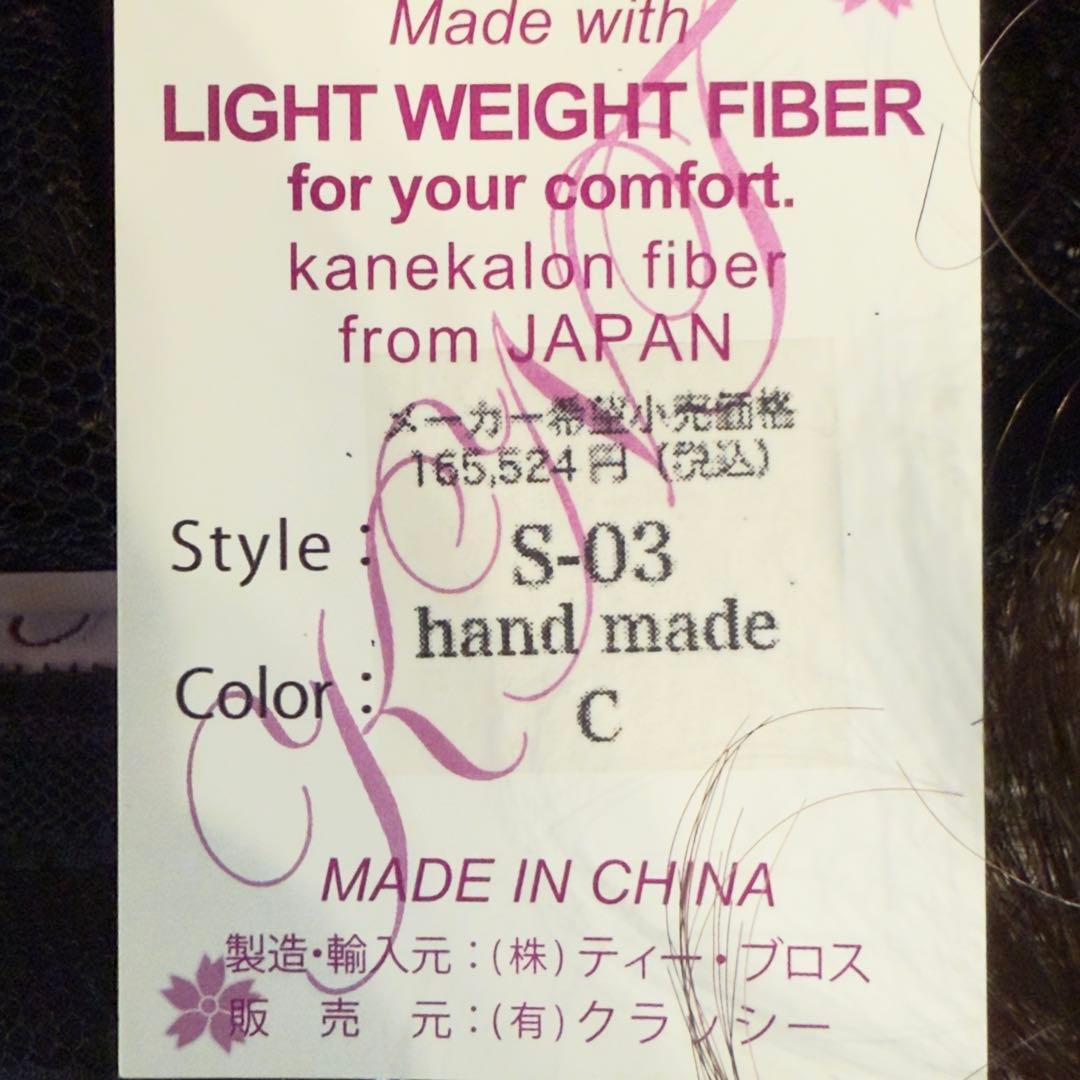 Made with
LIGHT WEIGHT FIBER
for your comfort.
kanekalon fiber
from JAPAN
メーカー希望小売価格
165,524円(税込)
Style : S-03
hand made
Color : C
MADE IN CHINA
製造・輸入元:(株)ティー・ブロス
販売元:(有)クラッシー